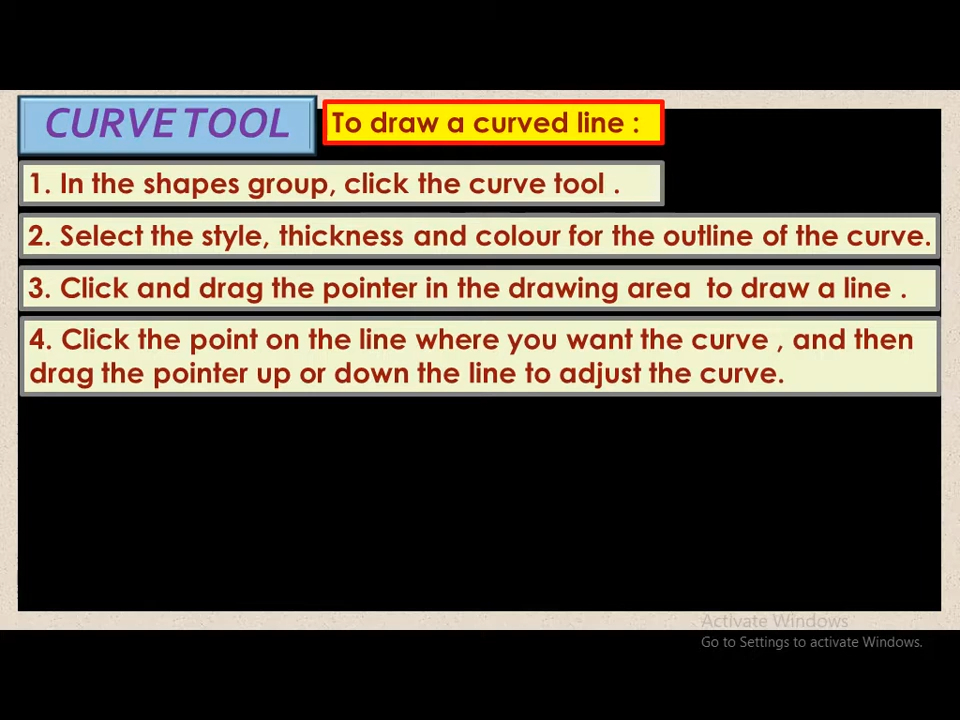 CURVE TOOL
To draw a curved line :
1. In the shapes group, click the curve tool .
2. Select the style, thickness and colour for the outline of the curve.
3. Click and drag the pointer in the drawing area  to draw a line .
4. Click the point on the line where you want the curve , and then
drag the pointer up or down the line to adjust the curve.
Activate Windows
Go to Settings to activate Windows.